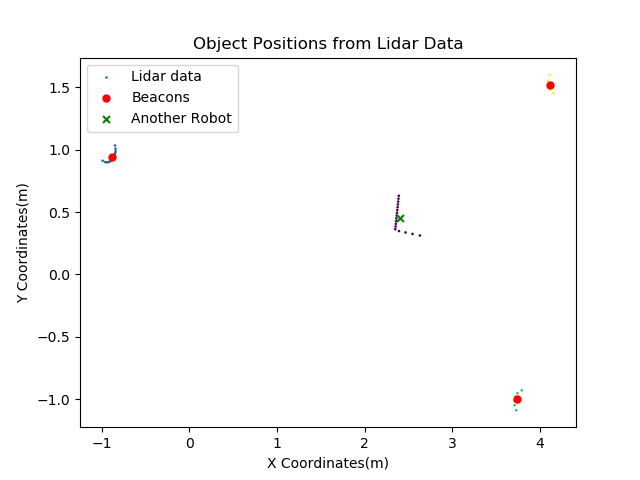 Object Positions from Lidar Data
Lidar data
Beacons
Another Robot
1.5
1.0
0.5
0.0
−0.5
−1.0
Y Coordinates(m)
−1
0
1
2
3
4
X Coordinates(m)